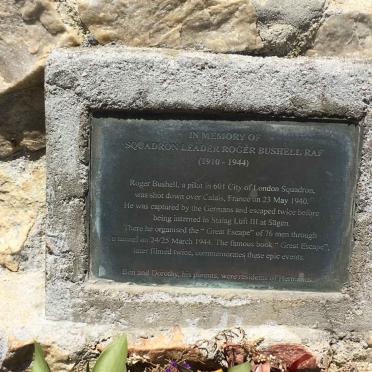 IN MEMORY OF
SQUADRON LEADER ROGER BUSHELL RAF
(1910 - 1944)
Roger Bushell, a pilot in 601 City of London Squadron,
was shot down over Calais, France on 23 May 1940.
He was captured by the Germans and escaped twice before
being interned in Stalag Luft III at Sagan.
There he organised the " Great Escape" of 76 men through
a tunnel on 24/25 March 1944. The famous book " Great Escape",
later filmed twice, commemorates these epic events.
Ben and Dorothy, his parents, were residents of Hermanus.